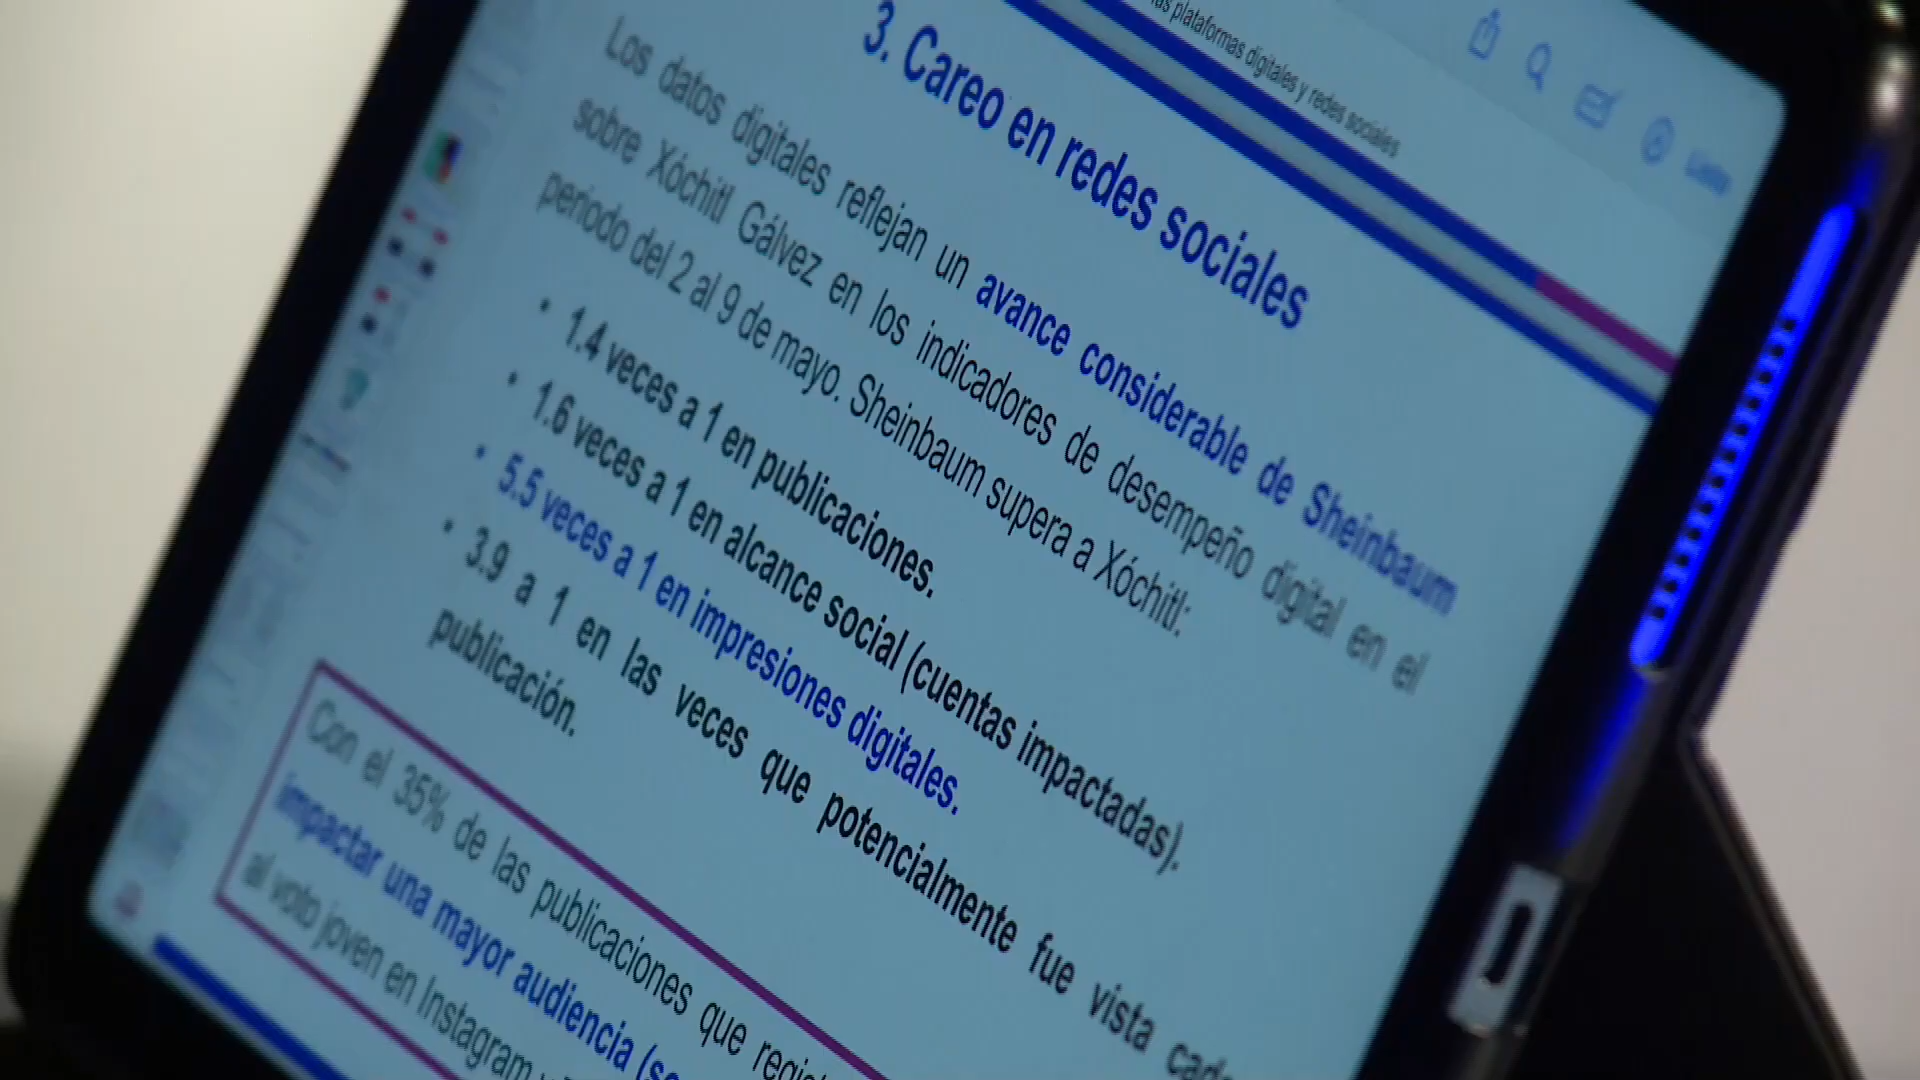 plataformas digitales y redes sociales
Listo
3. Careo en redes sociales
Los datos digitales reflejan un avance considerable de Sheinbaum
sobre Xóchitl Gálvez en los indicadores de desempeño digital en el
periodo del 2 al 9 de mayo. Sheinbaum supera a Xóchitl:
• 1.4 veces a 1 en publicaciones.
• 1.6 veces a 1 en alcance social (cuentas impactadas).
• 5.5 veces a 1 en impresiones digitales.
• 3.9 a 1 en las veces que potencialmente fue vista cada
publicación.
Con el 35% de las publicaciones que
impactar una mayor audiencia
al voto joven en Instagram